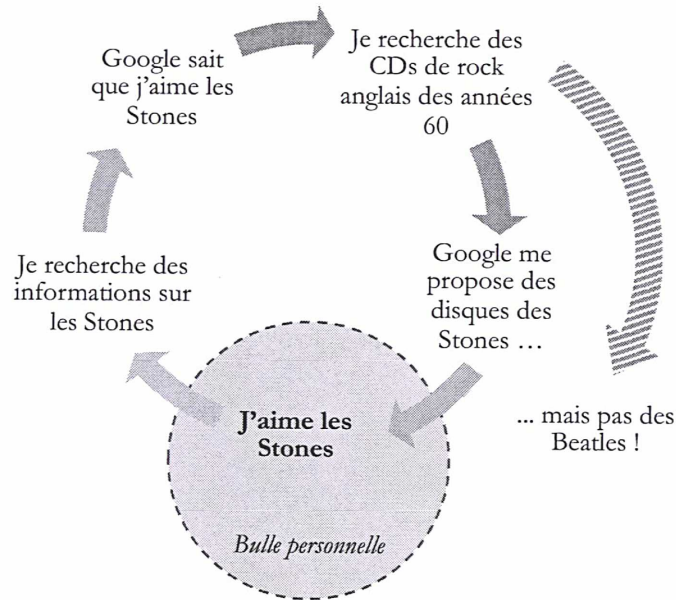 Google sait
que j'aime les
Stones
Je recherche des
CDs de rock
anglais des années
60
Google me
propose des
disques des
Stones …
... mais pas des
Beatles !
J'aime les
Stones
Bulle personnelle
Je recherche des
informations sur
les Stones